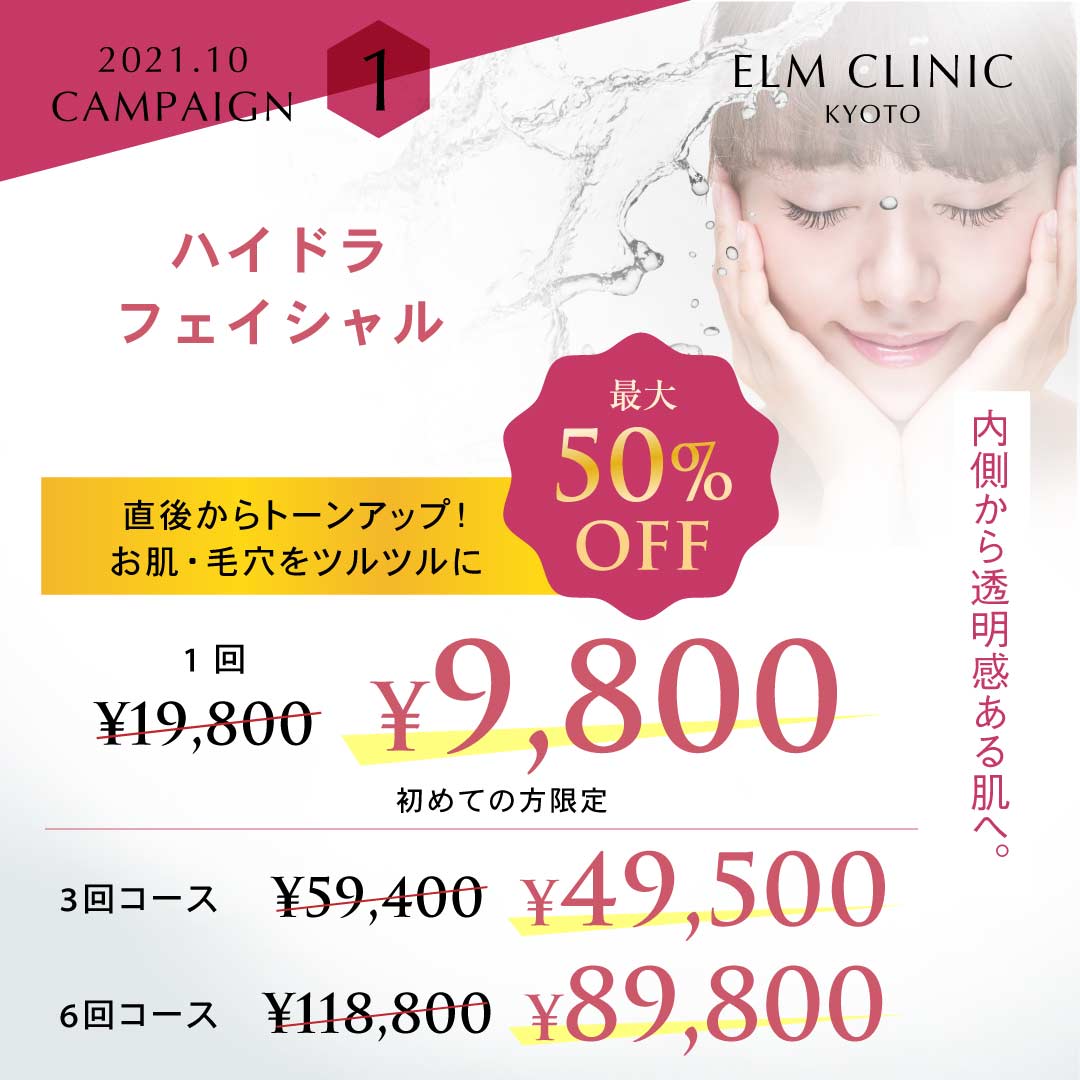 2021.10
CAMPAIGN
1
ELM CLINIC
KYOTO
ハイドラ
フェイシャル
最大
50%
OFF
直後からトーンアップ!
お肌・毛穴をツルツルに
内側から透明感ある肌へ。
1 回
¥19,800
¥9,800
初めての方限定
3回コース ¥59,400 ¥49,500
6回コース ¥118,800 ¥89,800